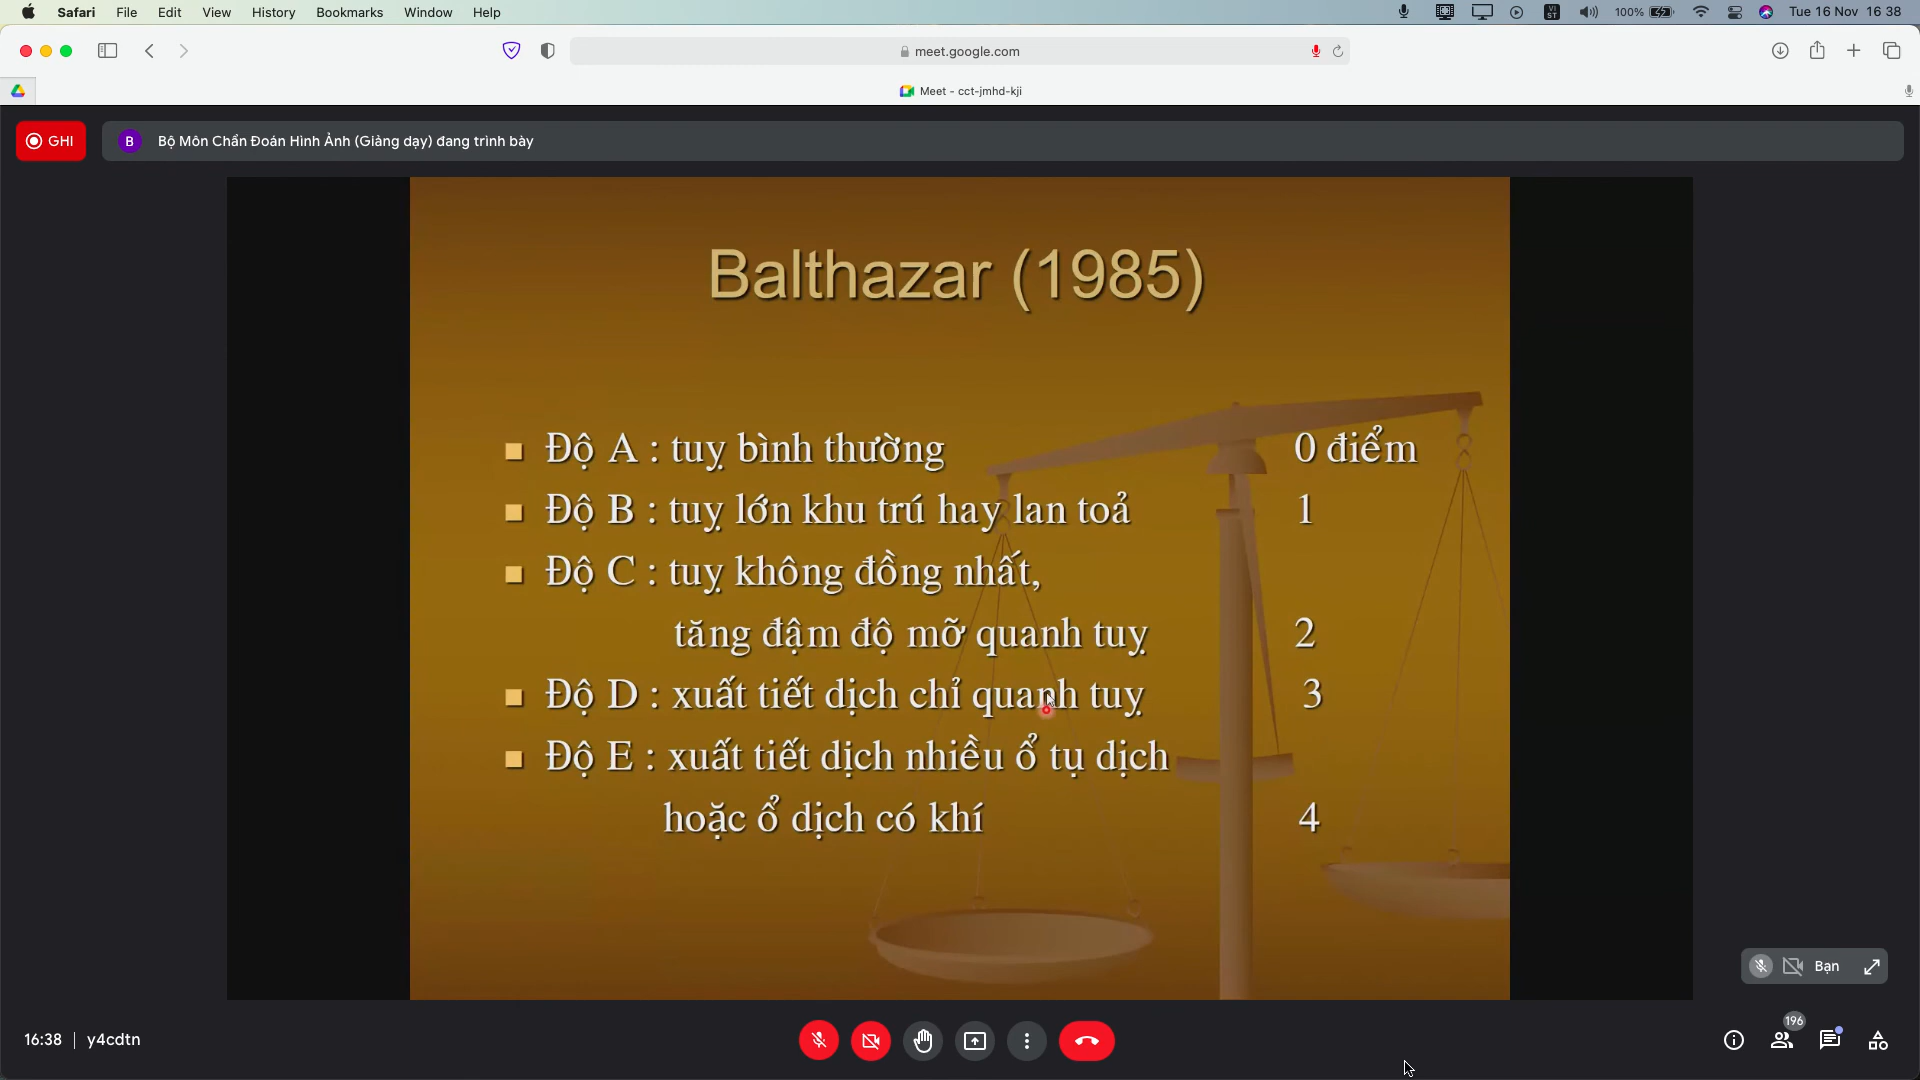 Safari File Edit View History Bookmarks Window Help 100% VI ST Tue 16 Nov 16 38
meet.google.com
Meet - cct-jmhd-kji
GHI B Bộ Môn Chẩn Đoán Hình Ảnh (Giảng dạy) đang trình bày
Balthazar (1985)
Độ A : tuỵ bình thường 0 điểm
Độ B : tuỵ lớn khu trú hay lan toả 1
Độ C : tuỵ không đồng nhất,
tăng đậm độ mỡ quanh tuỵ 2
Độ D : xuất tiết dịch chỉ quanh tuỵ 3
Độ E : xuất tiết dịch nhiều ổ tụ dịch
hoặc ổ dịch có khí 4
Bạn
196
16:38 | y4cdtn